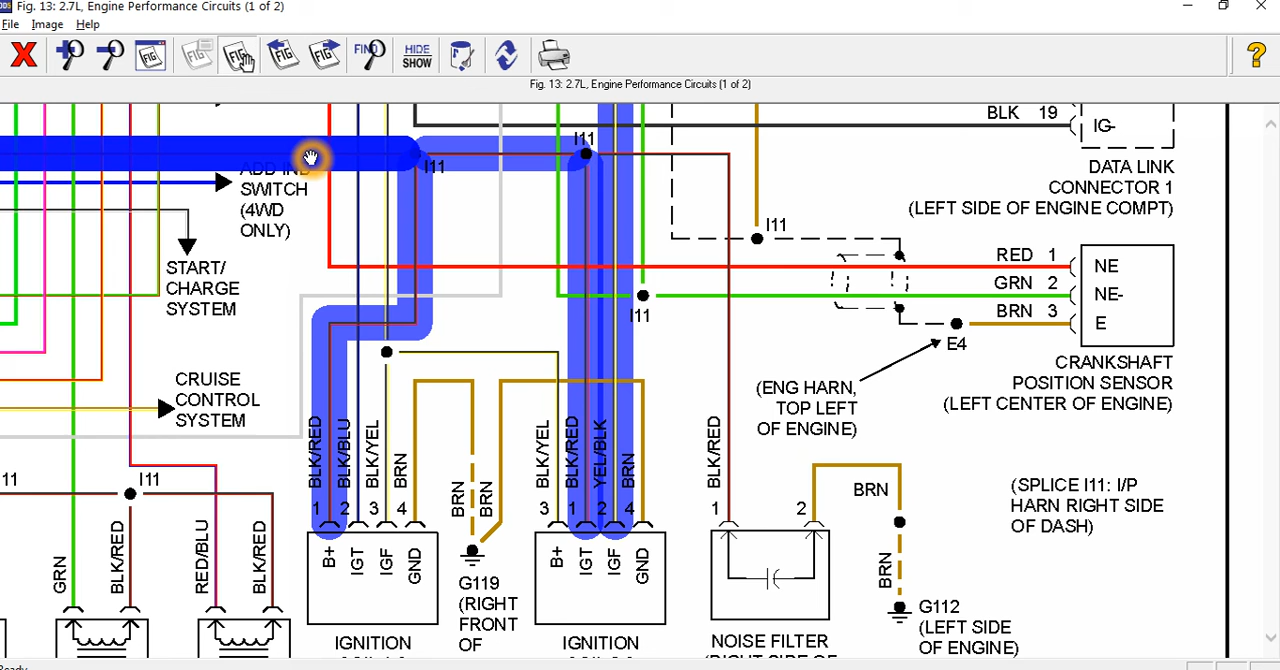 Fig. 13: 2.7L, Engine Performance Circuits (1 of 2)
File Image Help
FIG FIG FIG FIG FIG FIND HIDE SHOW F ?
Fig. 13: 2.7L, Engine Performance Circuits (1 of 2)
BLK 19 IG-
DATA LINK
CONNECTOR 1
(LEFT SIDE OF ENGINE COMPT)
I11
I11
SWITCH
(4WD
ONLY)
START/
CHARGE
SYSTEM
CRUISE
CONTROL
SYSTEM
I11
I11
RED 1 NE
GRN 2 NE-
BRN 3 E
E4
CRANKSHAFT
POSITION SENSOR
(LEFT CENTER OF ENGINE)
(ENG HARN,
TOP LEFT
OF ENGINE)
(SPLICE I11: I/P
HARN RIGHT SIDE
OF DASH)
11
I11
GRN
BLK/RED
RED/BLU
BLK/RED
BLK/RED
BLK/BLU
BLK/YEL
BRN
1 2 3 4
B+
IGT
IGF
GND
IGNITION
BRN
BRN
G119
(RIGHT
FRONT
OF
BLK/YEL
BLK/RED
YEL/BLK
BRN
3 1 2 4
B+
IGT
IGF
GND
IGNITION
BLK/RED
1 2
NOISE FILTER
BRN
BRN
G112
(LEFT SIDE
OF ENGINE)